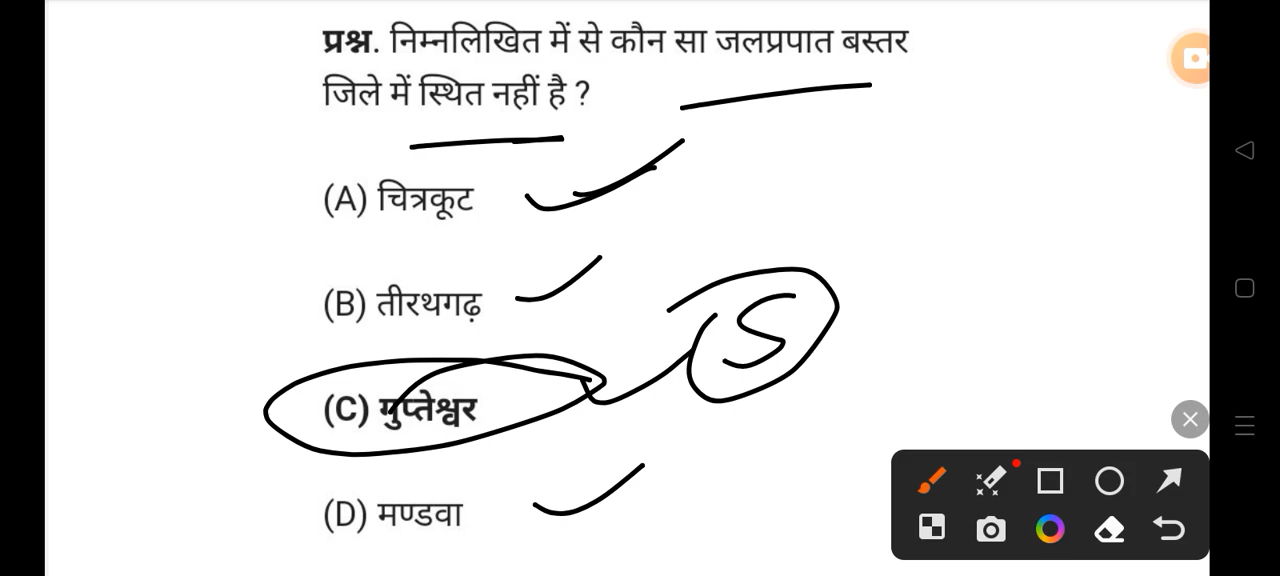 प्रश्न. निम्नलिखित में से कौन सा जलप्रपात बस्तर
जिले में स्थित नहीं है ?
(A) चित्रकूट
(B) तीरथगढ़
(C) गुप्तेश्वर
(D) मण्डवा